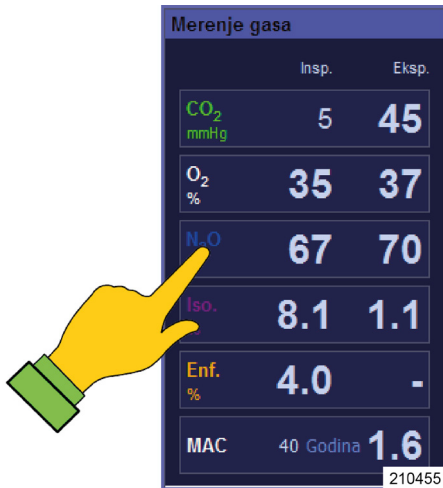 Merenje gasa
Insp. Eksp.
CO₂ 5 45
mmHg
O₂ 35 37
%
N₂O 67 70
Iso. 8.1 1.1
Enf. 4.0 -
%
MAC 40 Godina 1.6
210455